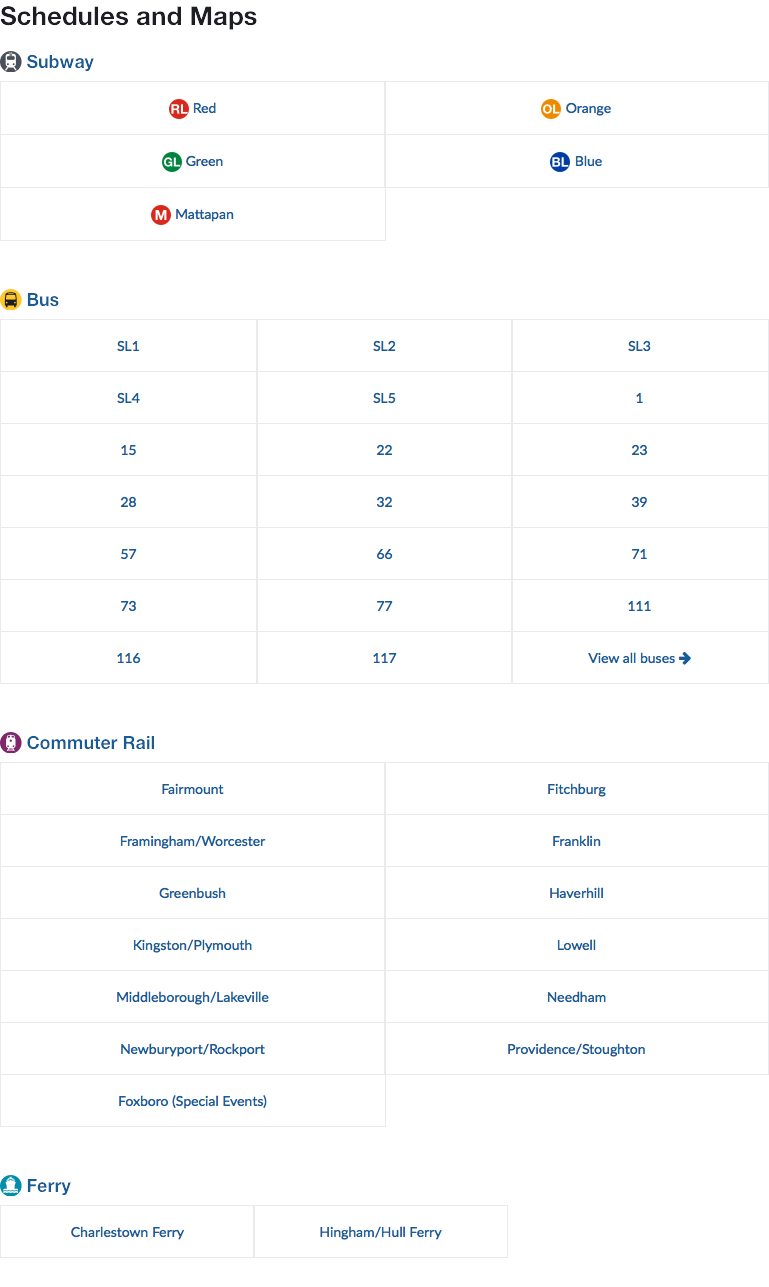 Schedules and Maps
Subway
RL Red OL Orange
GL Green BL Blue
M Mattapan
Bus
SL1 SL2 SL3
SL4 SL5 1
15 22 23
28 32 39
57 66 71
73 77 111
116 117 View all buses
Commuter Rail
Fairmount Fitchburg
Framingham/Worcester Franklin
Greenbush Haverhill
Kingston/Plymouth Lowell
Middleborough/Lakeville Needham
Newburyport/Rockport Providence/Stoughton
Foxboro (Special Events)
Ferry
Charlestown Ferry Hingham/Hull Ferry